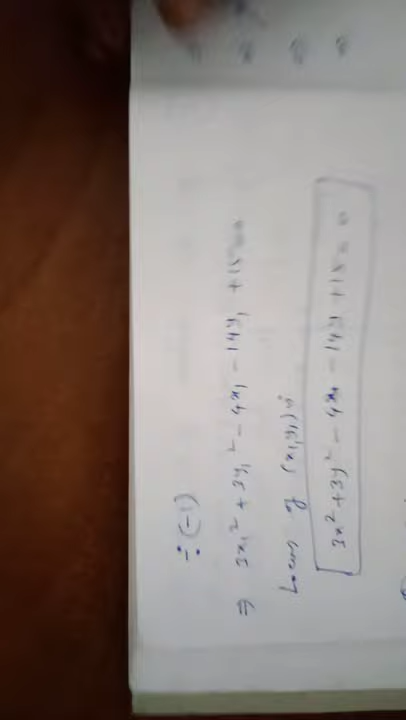 ÷ (-1)
⇒ 3x₁² + 3y₁² - 4x₁ - 14y₁ + 15 = 0
Locus of (x₁,y₁) is
3x² + 3y² - 4x - 14y + 15 = 0